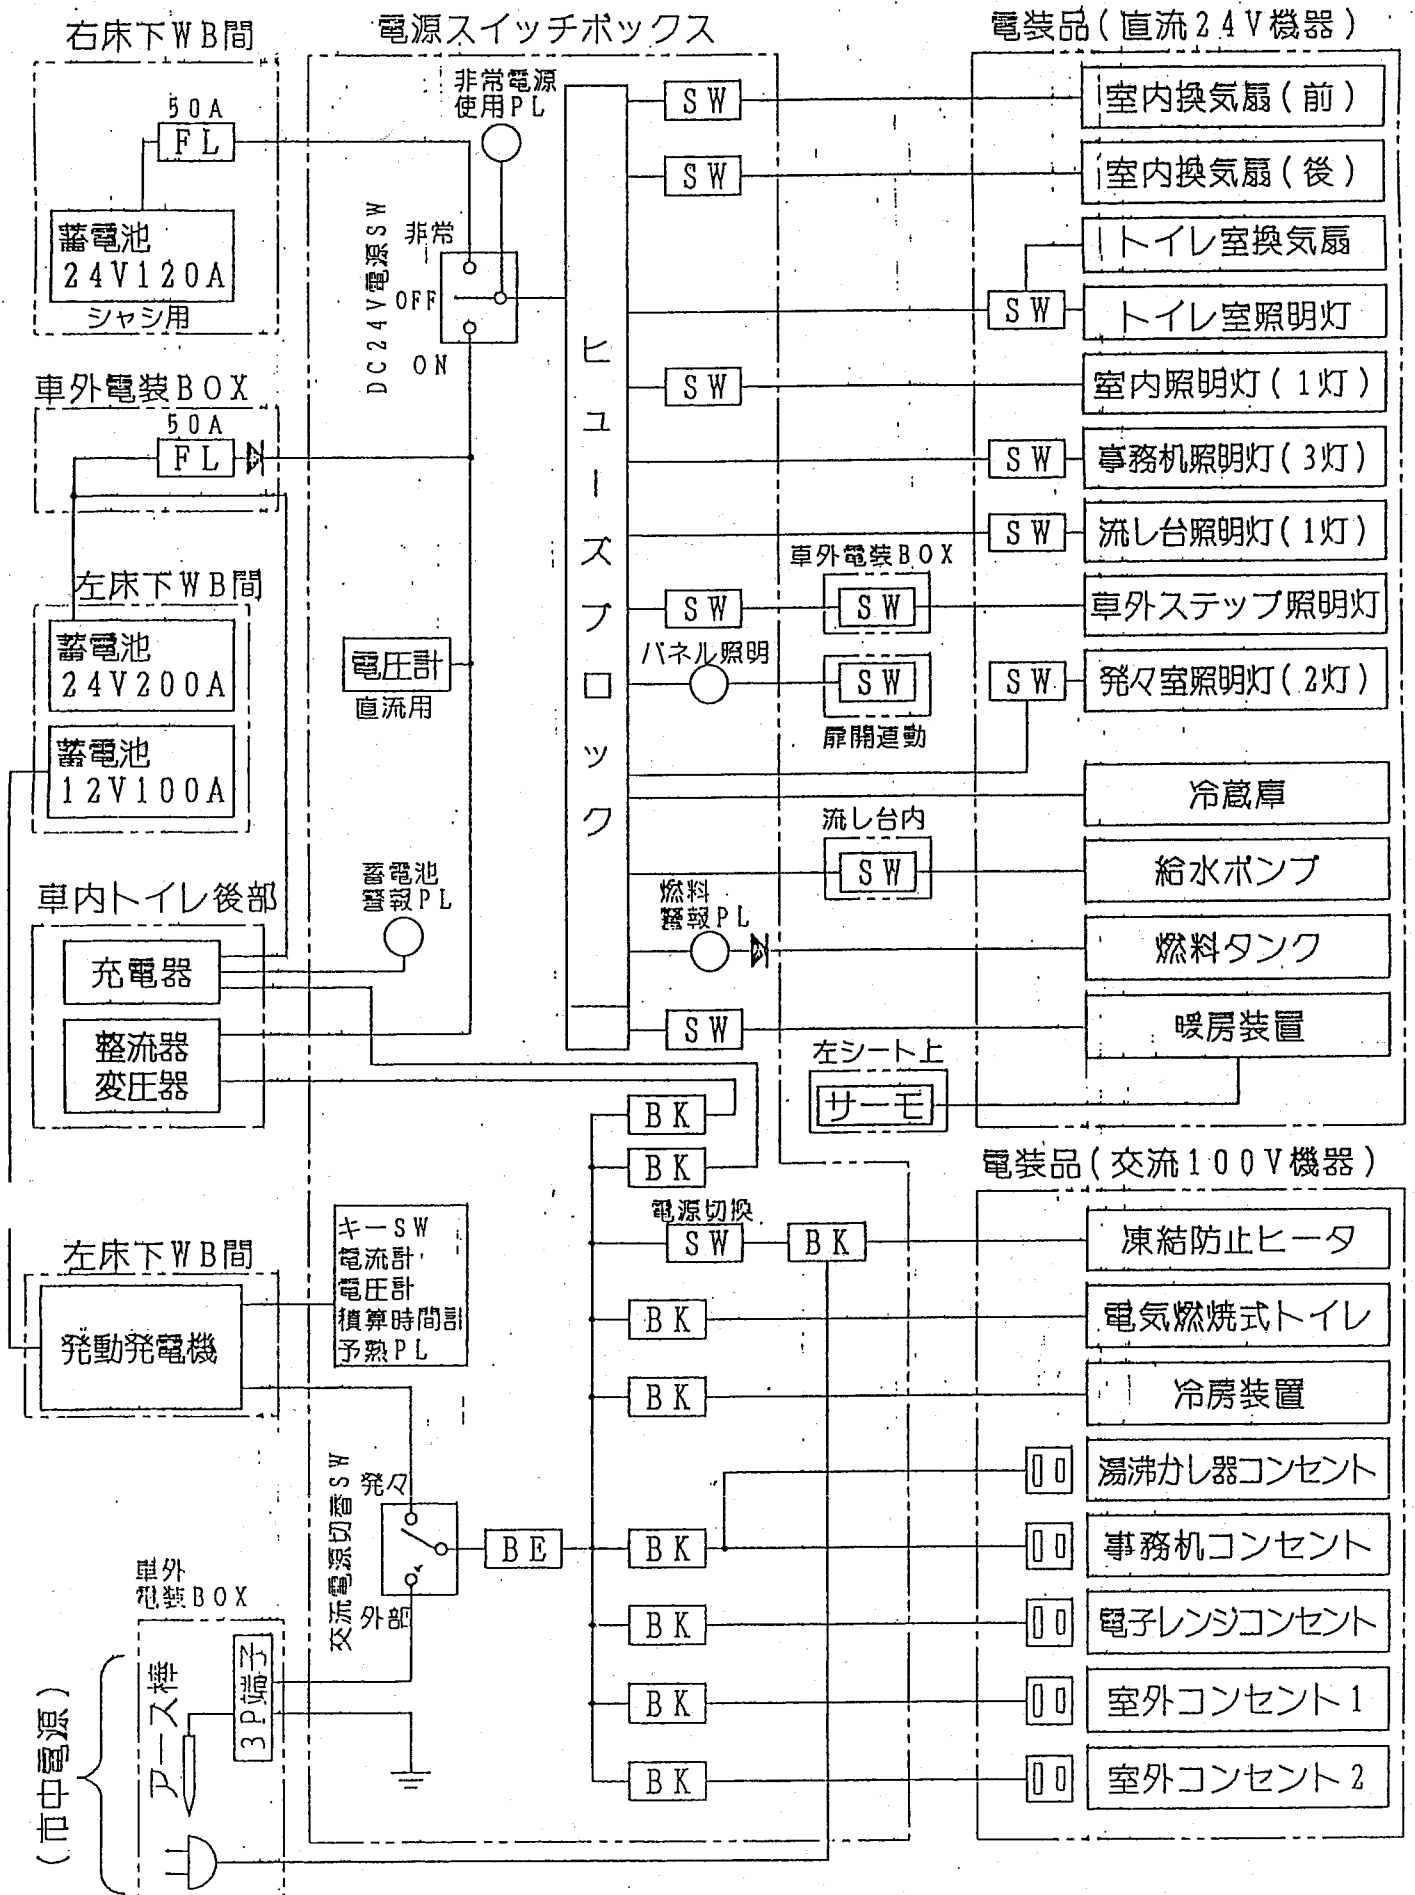 右床下WB間
50A
FL
蓄電池
24V120A
シャシ用
車外電装BOX
50A
FL
左床下WB間
蓄電池
24V200A
蓄電池
12V100A
車内トイレ後部
充電器
整流器
変圧器
左床下WB間
発動発電機
車外
電装BOX
アース棒
3P端子
(市中電源)
電源スイッチボックス
非常電源
使用PL
DC24V電源SW
非常
OFF
ON
電圧計
直流用
蓄電池
警報PL
キーSW
電流計
電圧計
積算時間計
予熱PL
交流電源切替SW
発々
外部
BE
ヒューズブロック
SW
SW
SW
SW
パネル照明
燃料
警報PL
SW
BK
BK
電源切換
SW
BK
BK
BK
BK
BK
BK
BK
車外電装BOX
SW
SW
扉開連動
流し台内
SW
左シート上
サーモ
電装品(直流24V機器)
室内換気扇(前)
室内換気扇(後)
トイレ室換気扇
SW
トイレ室照明灯
室内照明灯(1灯)
SW
事務机照明灯(3灯)
SW
流し台照明灯(1灯)
車外ステップ照明灯
SW
発々室照明灯(2灯)
冷蔵庫
給水ポンプ
燃料タンク
暖房装置
電装品(交流100V機器)
凍結防止ヒータ
電気燃焼式トイレ
冷房装置
湯沸かし器コンセント
事務机コンセント
電子レンジコンセント
室外コンセント1
室外コンセント2